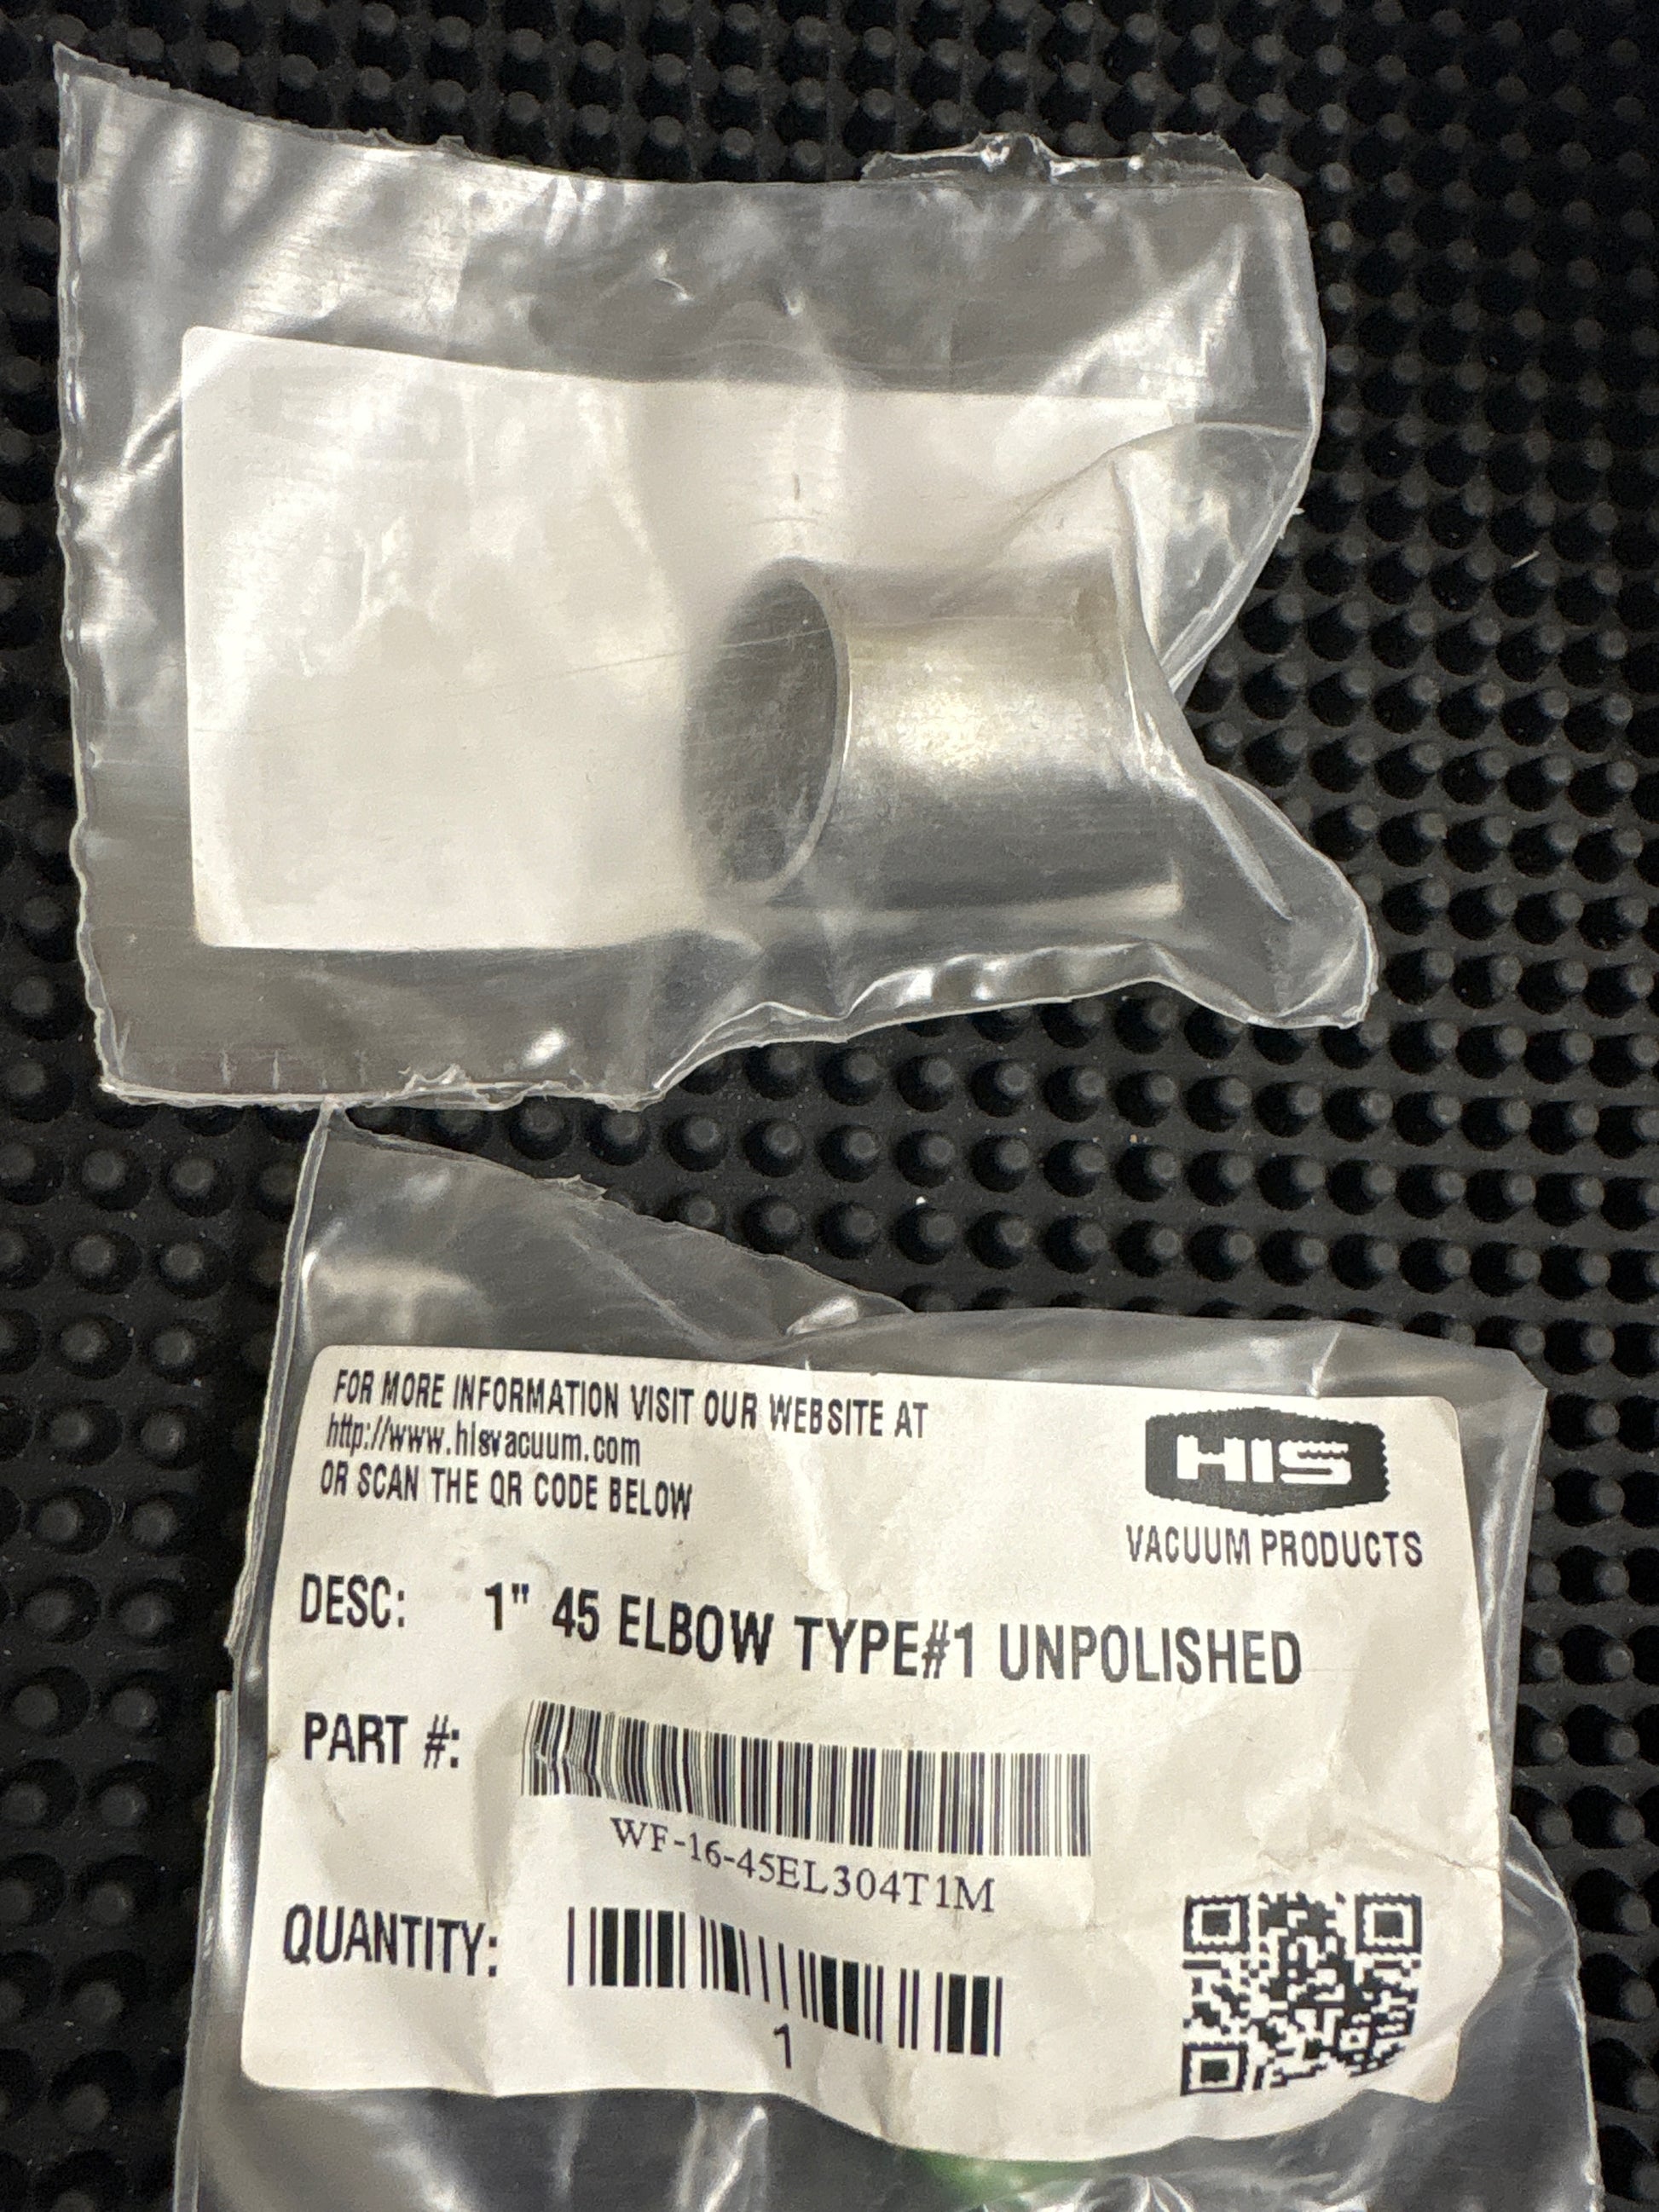 FOR MORE INFORMATION VISIT OUR WEBSITE AT
http://www.hisvacuum.com
OR SCAN THE QR CODE BELOW
HIS
VACUUM PRODUCTS
DESC: 1" 45 ELBOW TYPE#1 UNPOLISHED
PART #:
WF-16-45EL304T1M
QUANTITY:
1